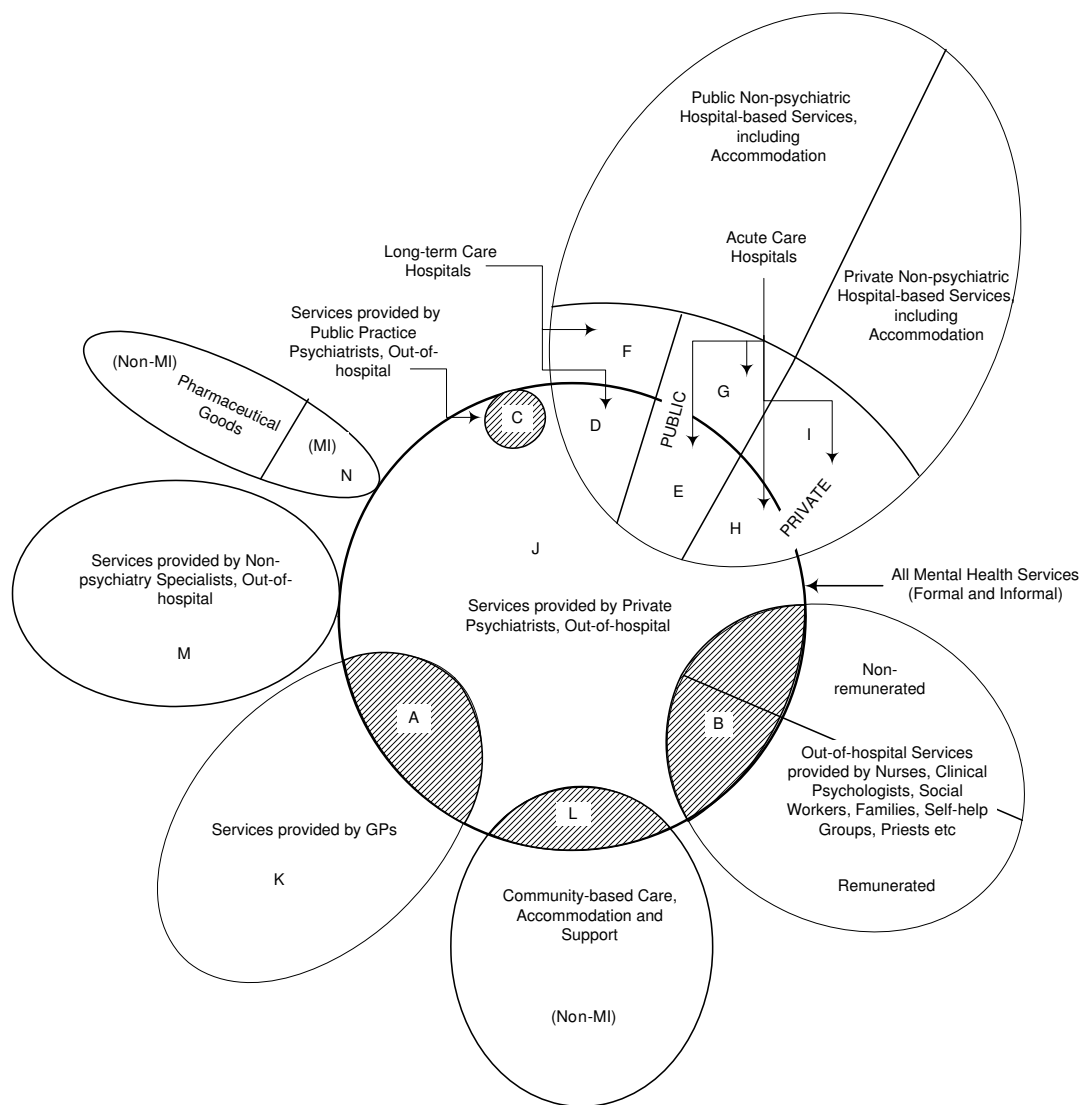 Public Non-psychiatric
Hospital-based Services,
including
Accommodation
Long-term Care
Hospitals
Acute Care
Hospitals
Private Non-psychiatric
Hospital-based Services,
including
Accommodation
Services provided by
Public Practice
Psychiatrists, Out-of-
hospital
(Non-MI)
Pharmaceutical
Goods
(MI)
N
F
G
C
D
PUBLIC
I
E
H
PRIVATE
J
Services provided by Non-
psychiatry Specialists, Out-of-
hospital
M
Services provided by Private
Psychiatrists, Out-of-hospital
All Mental Health Services
(Formal and Informal)
Non-
remunerated
A
B
Out-of-hospital Services
provided by Nurses, Clinical
Psychologists, Social
Workers, Families, Self-help
Groups, Priests etc
L
Services provided by GPs
K
Remunerated
Community-based Care,
Accommodation and
Support
(Non-MI)